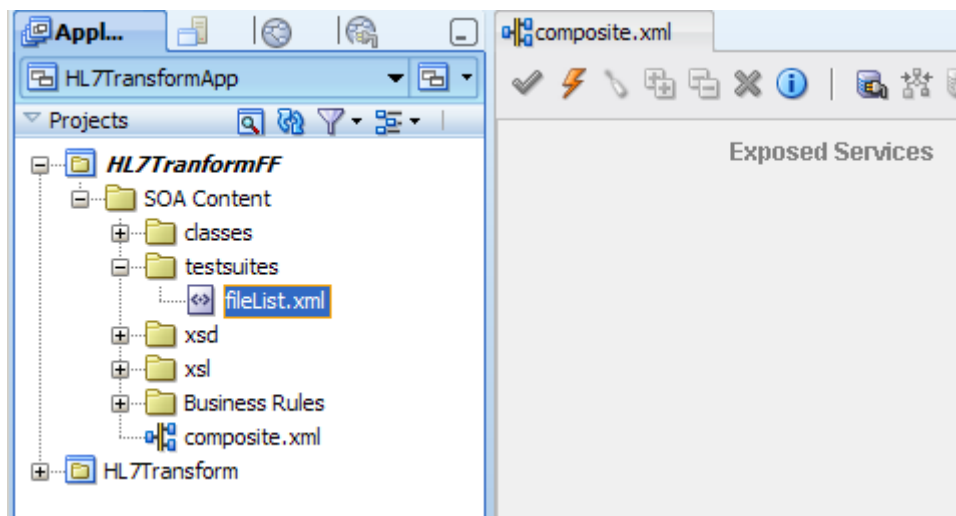 Appl...
composite.xml
HL7TransformApp
Projects
Exposed Services
HL7TranformFF
SOA Content
classes
testsuites
fileList.xml
xsd
xsl
Business Rules
composite.xml
HL7Transform